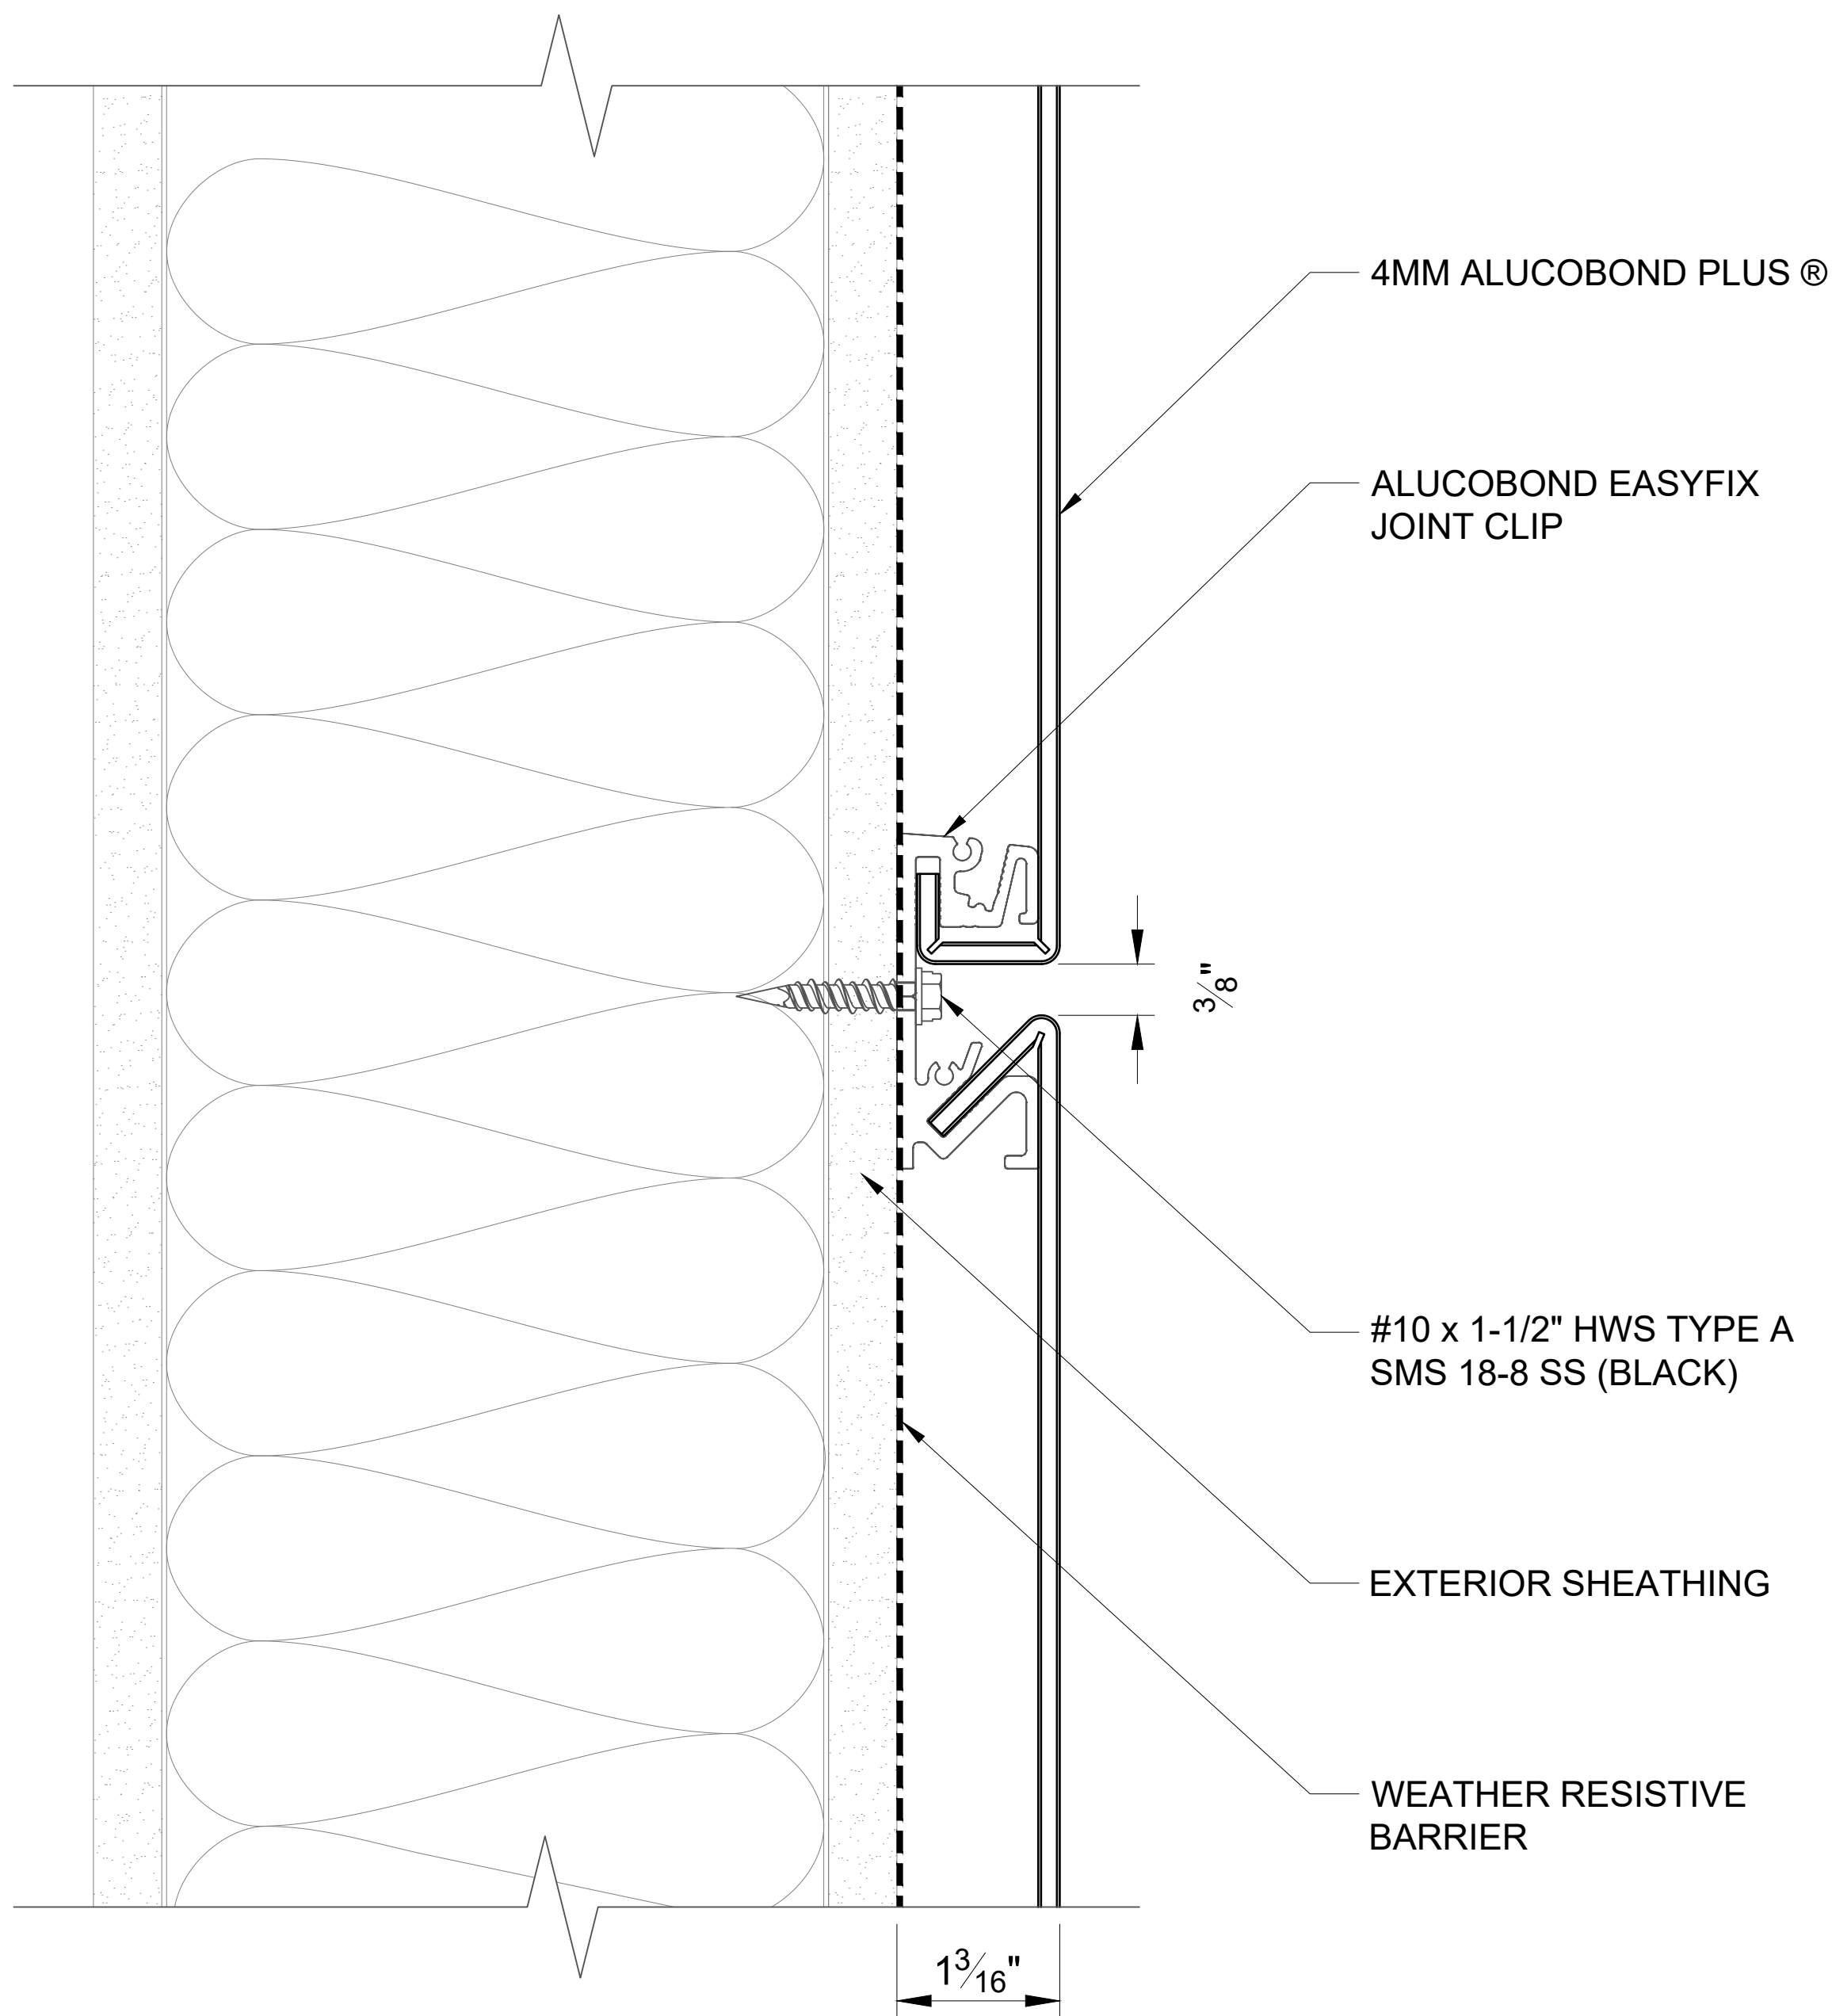 4MM ALUCOBOND PLUS ®
ALUCOBOND EASYFIX
JOINT CLIP
3/8"
#10 x 1-1/2" HWS TYPE A
SMS 18-8 SS (BLACK)
EXTERIOR SHEATHING
WEATHER RESISTIVE
BARRIER
1 3/16"